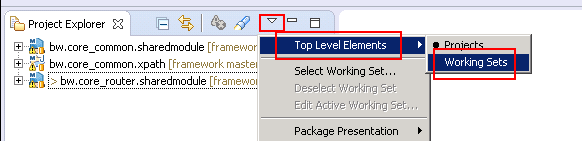 Project Explorer
bw.core_common.sharedmodule [framework
bw.core_common.xpath [framework master
> bw.core_router.sharedmodule [framew
Top Level Elements
Projects
Working Sets
Select Working Set...
Deselect Working Set
Edit Active Working Set...
Package Presentation